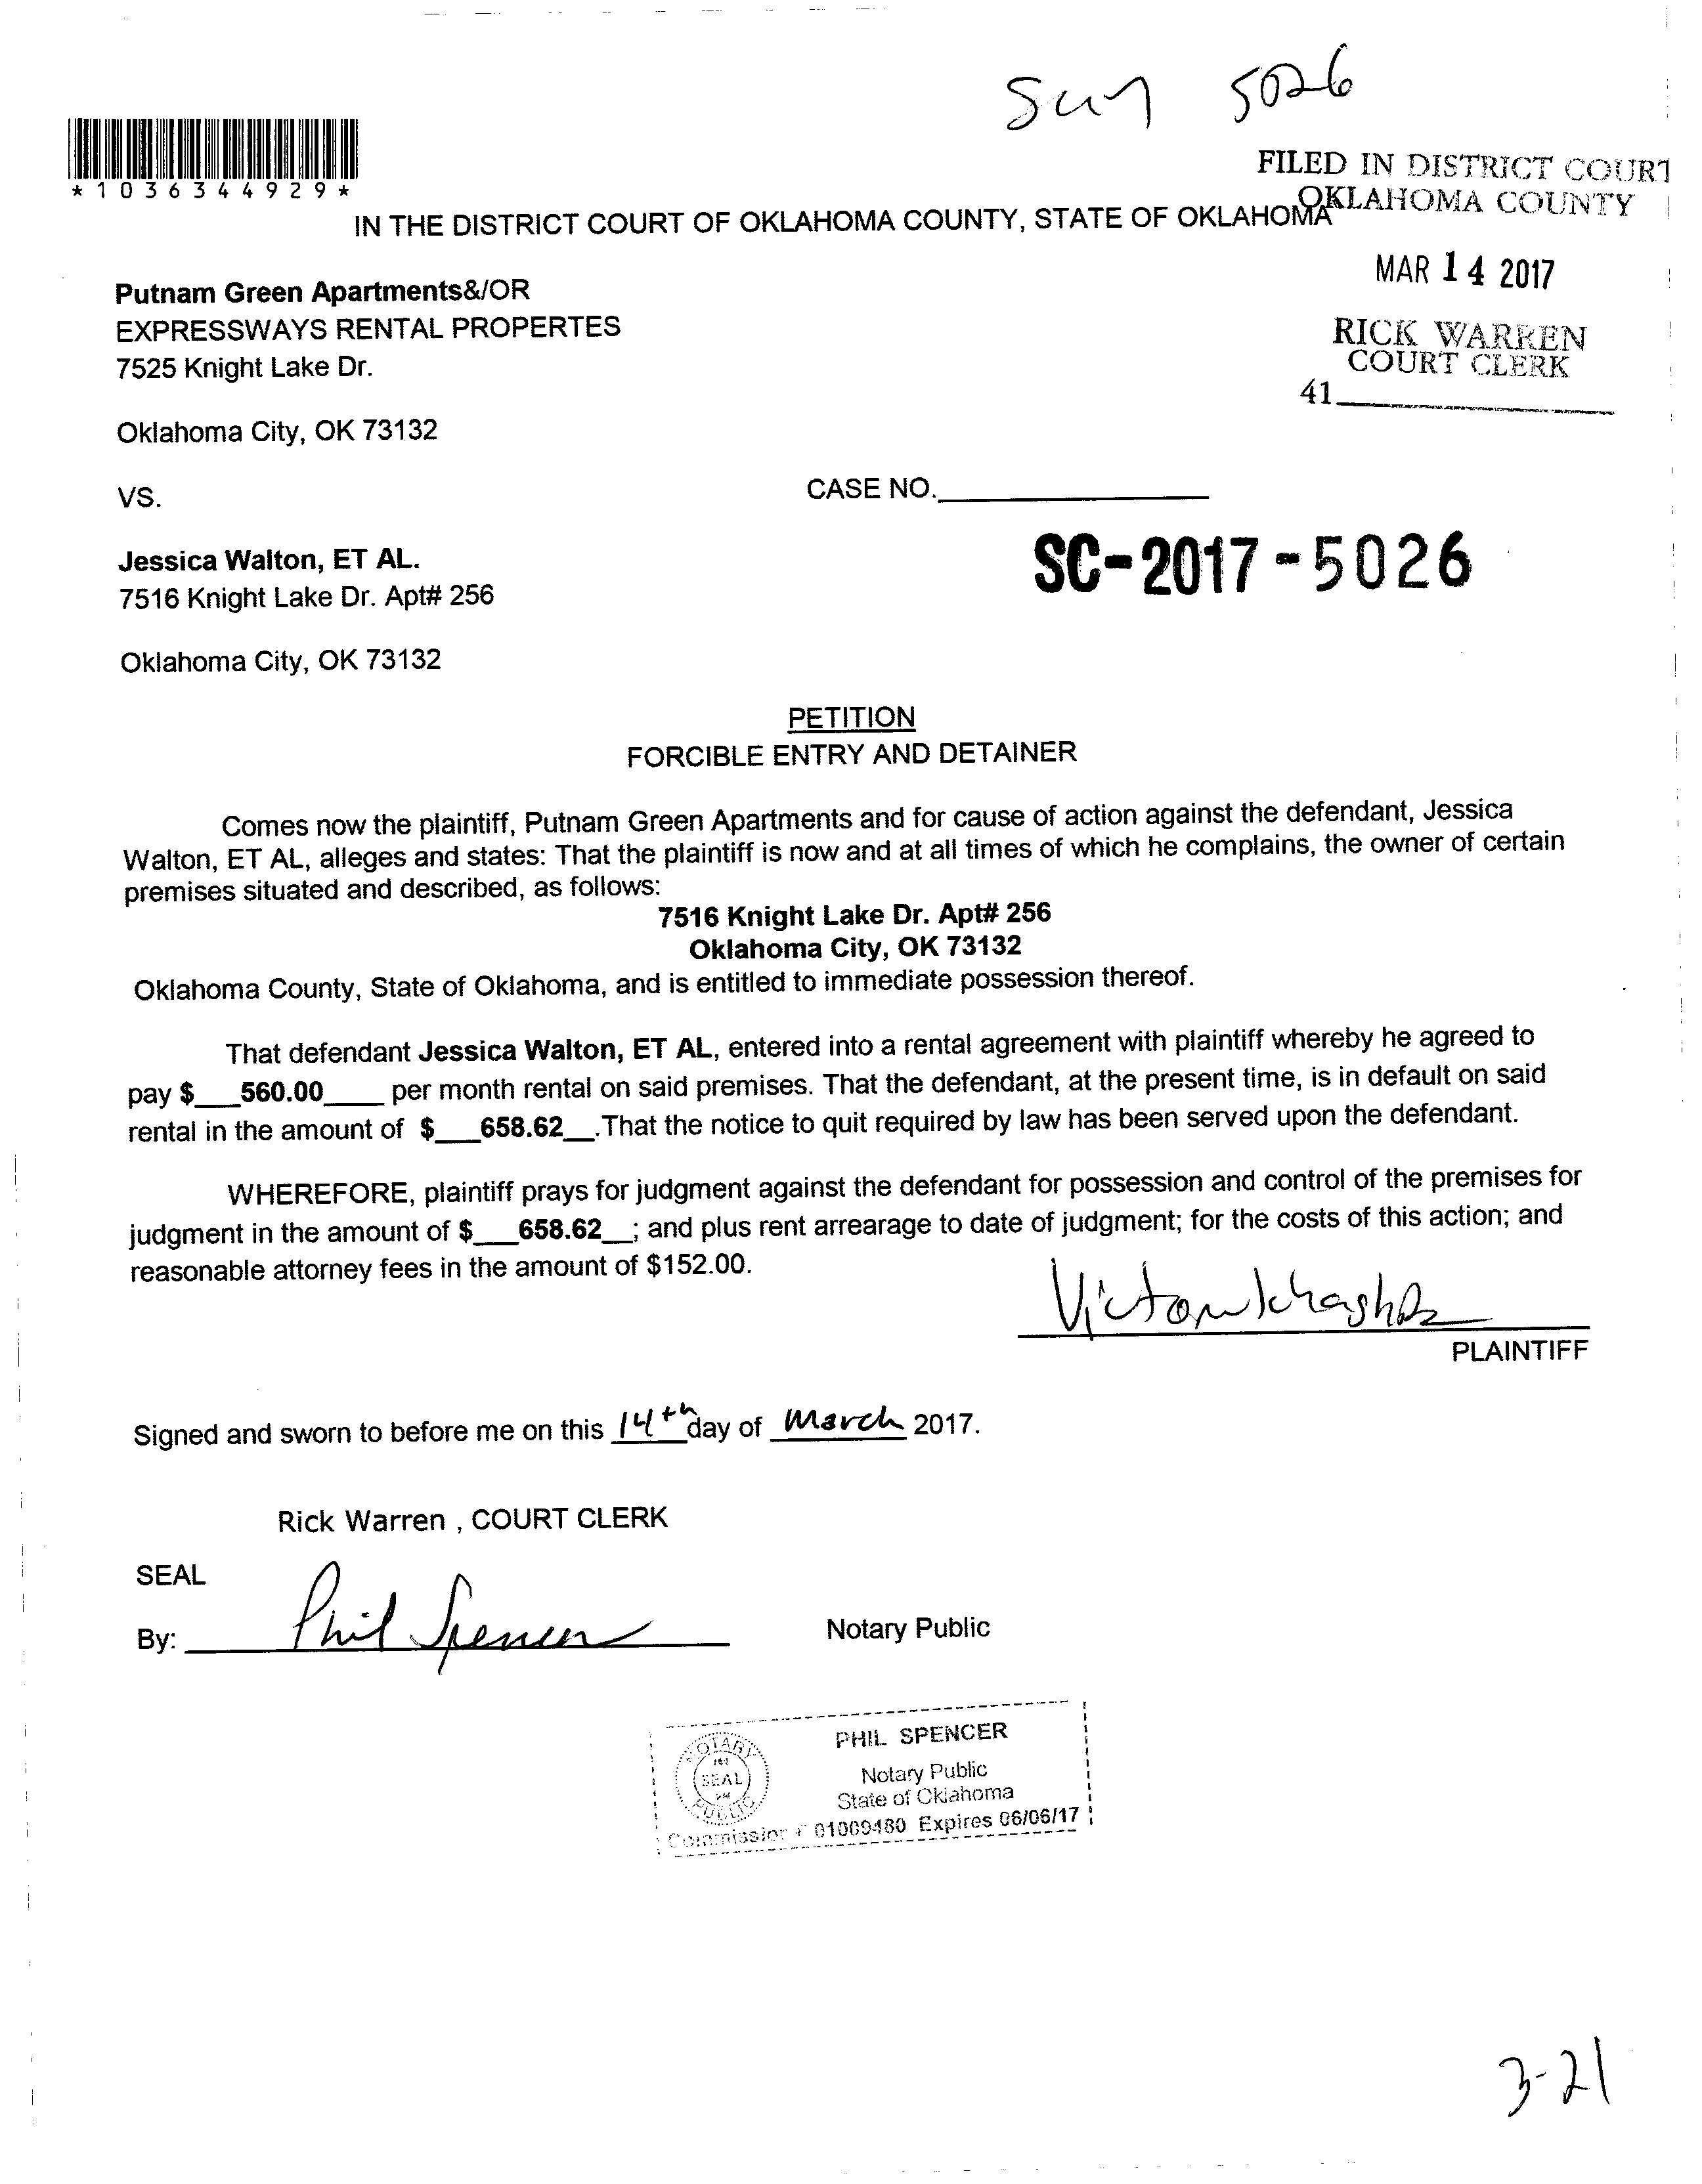 5026
*1036344929*
FILED IN DISTRICT COURT
OKLAHOMA COUNTY
IN THE DISTRICT COURT OF OKLAHOMA COUNTY, STATE OF OKLAHOMA
MAR 14 2017
Putnam Green Apartments&/OR
EXPRESSWAYS RENTAL PROPERTES
RICK WARREN
COURT CLERK
7525 Knight Lake Dr.
41
Oklahoma City, OK 73132
VS.
CASE NO.
SC-2017-5026
Jessica Walton, ET AL.
7516 Knight Lake Dr. Apt# 256
Oklahoma City, OK 73132
PETITION
FORCIBLE ENTRY AND DETAINER
Comes now the plaintiff, Putnam Green Apartments and for cause of action against the defendant, Jessica
Walton, ET AL, alleges and states: That the plaintiff is now and at all times of which he complains, the owner of certain
premises situated and described, as follows:
7516 Knight Lake Dr. Apt# 256
Oklahoma City, OK 73132
Oklahoma County, State of Oklahoma, and is entitled to immediate possession thereof.
That defendant Jessica Walton, ET AL, entered into a rental agreement with plaintiff whereby he agreed to
pay $___560.00____ per month rental on said premises. That the defendant, at the present time, is in default on said
rental in the amount of $___658.62__.That the notice to quit required by law has been served upon the defendant.
WHEREFORE, plaintiff prays for judgment against the defendant for possession and control of the premises for
judgment in the amount of $___658.62__; and plus rent arrearage to date of judgment; for the costs of this action; and
reasonable attorney fees in the amount of $152.00.
PLAINTIFF
Signed and sworn to before me on this 14th day of March 2017.
Rick Warren , COURT CLERK
SEAL
By: Phil Spencer Notary Public
NOTARY
SEAL
PUBLIC
PHIL SPENCER
Notary Public
State of Oklahoma
Commission # 01009480 Expires 06/06/17
3-21